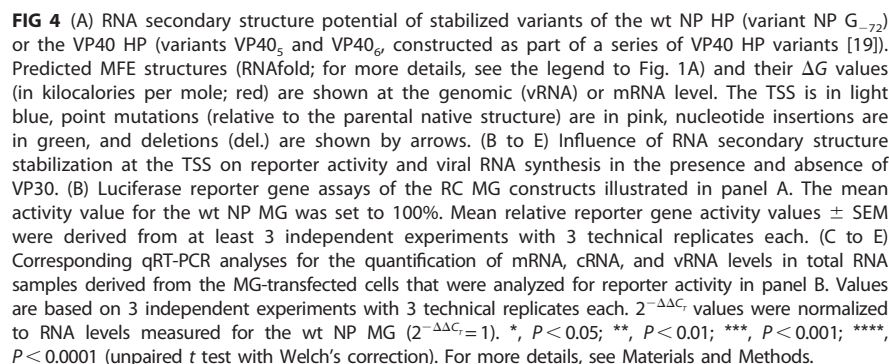 FIG 4 (A) RNA secondary structure potential of stabilized variants of the wt NP HP (variant NP G₋₇₂)
or the VP40 HP (variants VP40₅ and VP40₆, constructed as part of a series of VP40 HP variants [19]).
Predicted MFE structures (RNAfold; for more details, see the legend to Fig. 1A) and their ΔG values
(in kilocalories per mole; red) are shown at the genomic (vRNA) or mRNA level. The TSS is in light
blue, point mutations (relative to the parental native structure) are in pink, nucleotide insertions are
in green, and deletions (del.) are shown by arrows. (B to E) Influence of RNA secondary structure
stabilization at the TSS on reporter activity and viral RNA synthesis in the presence and absence of
VP30. (B) Luciferase reporter gene assays of the RC MG constructs illustrated in panel A. The mean
activity value for the wt NP MG was set to 100%. Mean relative reporter gene activity values ± SEM
were derived from at least 3 independent experiments with 3 technical replicates each. (C to E)
Corresponding qRT-PCR analyses for the quantification of mRNA, cRNA, and vRNA levels in total RNA
samples derived from the MG-transfected cells that were analyzed for reporter activity in panel B. Values
are based on 3 independent experiments with 3 technical replicates each. 2^−ΔΔCT values were normalized
to RNA levels measured for the wt NP MG (2^−ΔΔCT = 1). *, P < 0.05; **, P < 0.01; ***, P < 0.001; ****,
P < 0.0001 (unpaired t test with Welch's correction). For more details, see Materials and Methods.